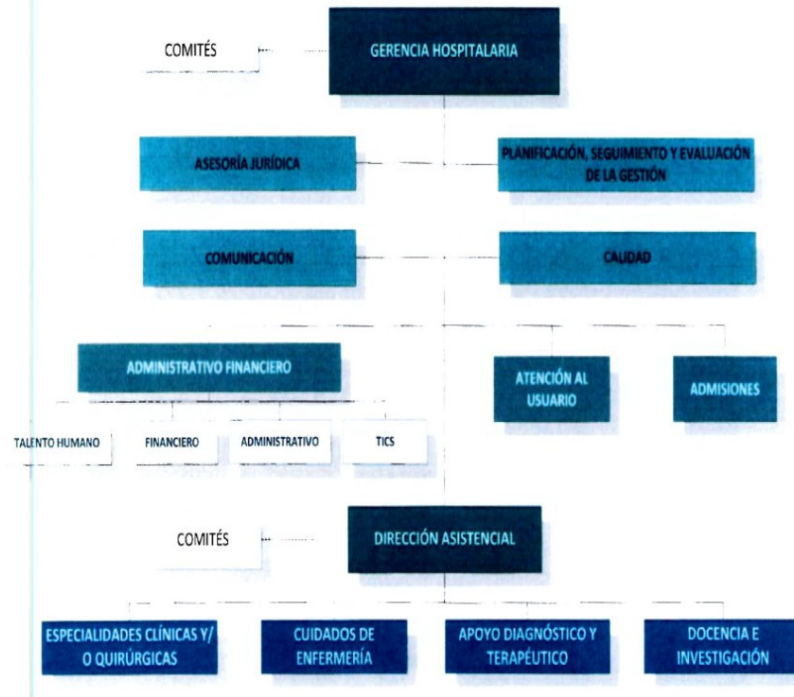 COMITÉS
GERENCIA HOSPITALARIA
ASESORÍA JURÍDICA
PLANIFICACIÓN, SEGUIMIENTO Y EVALUACIÓN
DE LA GESTIÓN
COMUNICACIÓN
CALIDAD
ADMINISTRATIVO FINANCIERO
ATENCIÓN AL
USUARIO
ADMISIONES
TALENTO HUMANO
FINANCIERO
ADMINISTRATIVO
TICS
COMITÉS
DIRECCIÓN ASISTENCIAL
ESPECIALIDADES CLÍNICAS Y/
O QUIRÚRGICAS
CUIDADOS DE
ENFERMERÍA
APOYO DIAGNÓSTICO Y
TERAPÉUTICO
DOCENCIA E
INVESTIGACIÓN